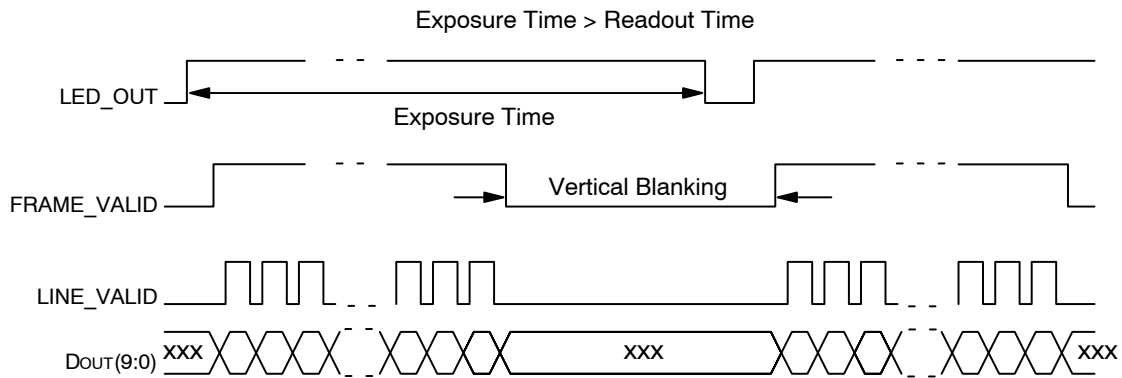 Exposure Time > Readout Time
LED_OUT
Exposure Time
FRAME_VALID
Vertical Blanking
LINE_VALID
DOUT(9:0)
XXX
XXX
XXX